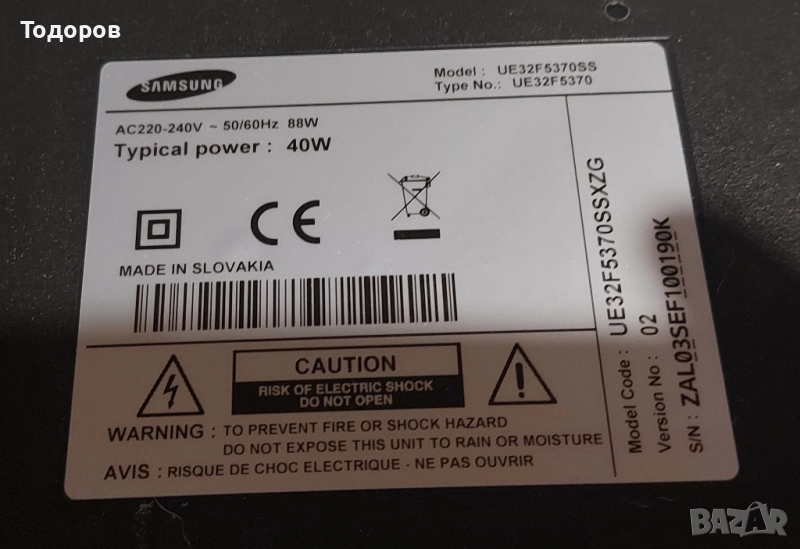 Тодоров
SAMSUNG
Model : UE32F5370SS
Type No.: UE32F5370
AC220-240V ~ 50/60Hz 88W
Typical power : 40W
CE
MADE IN SLOVAKIA
CAUTION
RISK OF ELECTRIC SHOCK
DO NOT OPEN
WARNING : TO PREVENT FIRE OR SHOCK HAZARD
DO NOT EXPOSE THIS UNIT TO RAIN OR MOISTURE
AVIS : RISQUE DE CHOC ELECTRIQUE - NE PAS OUVRIR
Model Code : UE32F5370SSXZG
Version No : 02
S/N : ZAL03SEF100190K
BAZAR